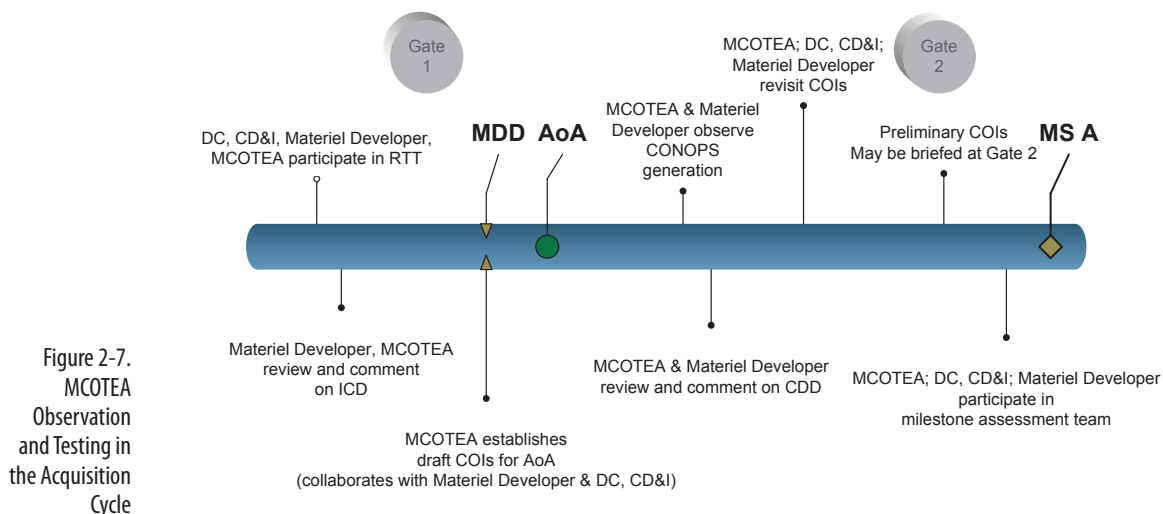 Gate
1
Gate
2
MCOTEA; DC, CD&I;
Materiel Developer
revisit COIs
MCOTEA & Materiel
Developer observe
CONOPS
generation
DC, CD&I, Materiel Developer,
MCOTEA participate in RTT
MDD
AoA
Preliminary COIs
May be briefed at Gate 2
MS A
Materiel Developer, MCOTEA
review and comment
on ICD
MCOTEA establishes
draft COIs for AoA
(collaborates with Materiel Developer & DC, CD&I)
MCOTEA & Materiel Developer
review and comment on CDD
MCOTEA; DC, CD&I; Materiel Developer
participate in
milestone assessment team
Figure 2-7.
MCOTEA
Observation
and Testing in
the Acquisition
Cycle